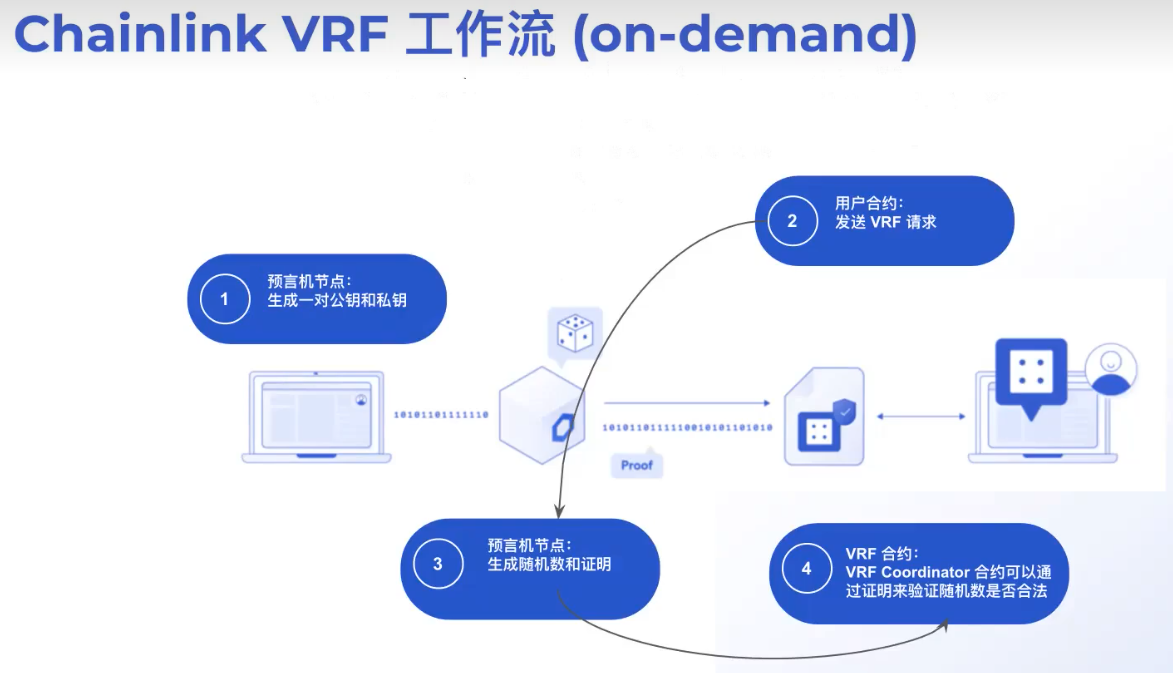 Chainlink VRF 工作流 (on-demand)
2
用户合约：
发送 VRF 请求
1
预言机节点：
生成一对公钥和私钥
10101101111110
10101101111100101011010​10
Proof
3
预言机节点：
生成随机数和证明
4
VRF 合约：
VRF Coordinator 合约可以通
过证明来验证随机数是否合法